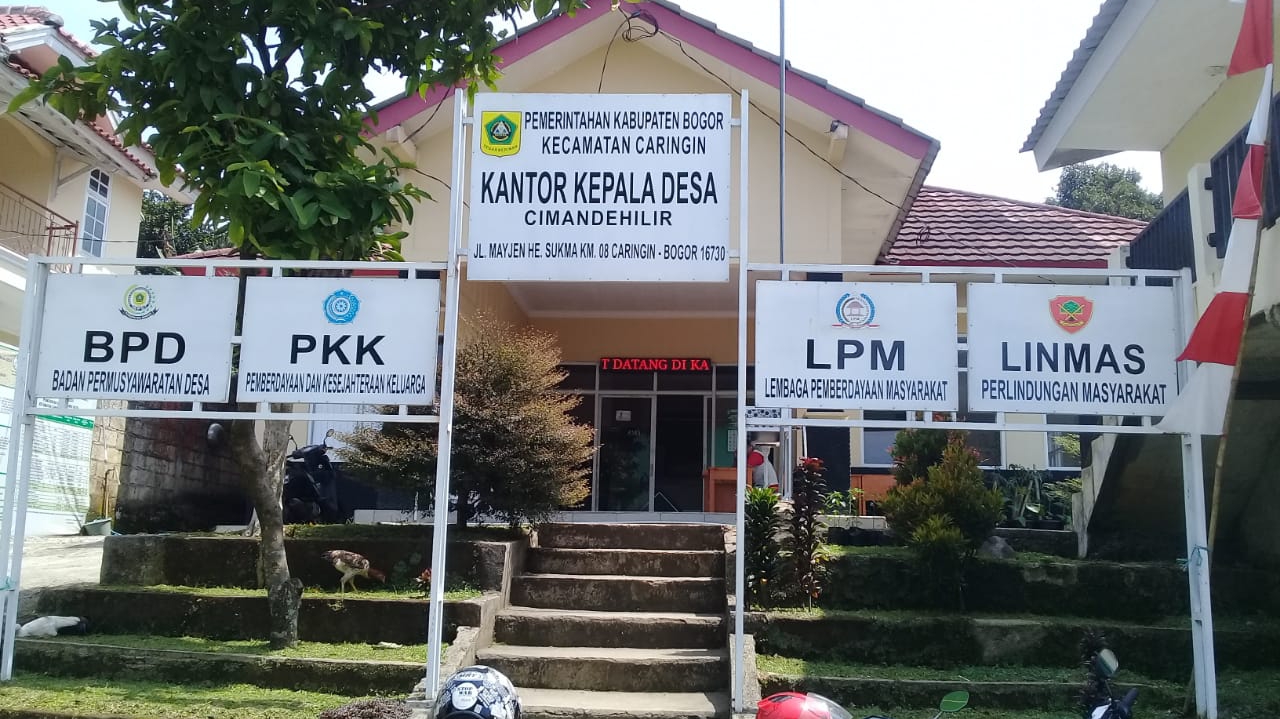 PEMERINTAHAN KABUPATEN BOGOR
KECAMATAN CARINGIN
KANTOR KEPALA DESA
CIMANDEHILIR
JL. MAYJEN HE. SUKMA KM. 08 CARINGIN - BOGOR 16730
BPD
BADAN PERMUSYAWARATAN DESA
PKK
PEMBERDAYAAN DAN KESEJAHTERAAN KELUARGA
LPM
LPM
LEMBAGA PEMBERDAYAAN MASYARAKAT
LINMAS
PERLINDUNGAN MASYARAKAT
T DATANG DI KA